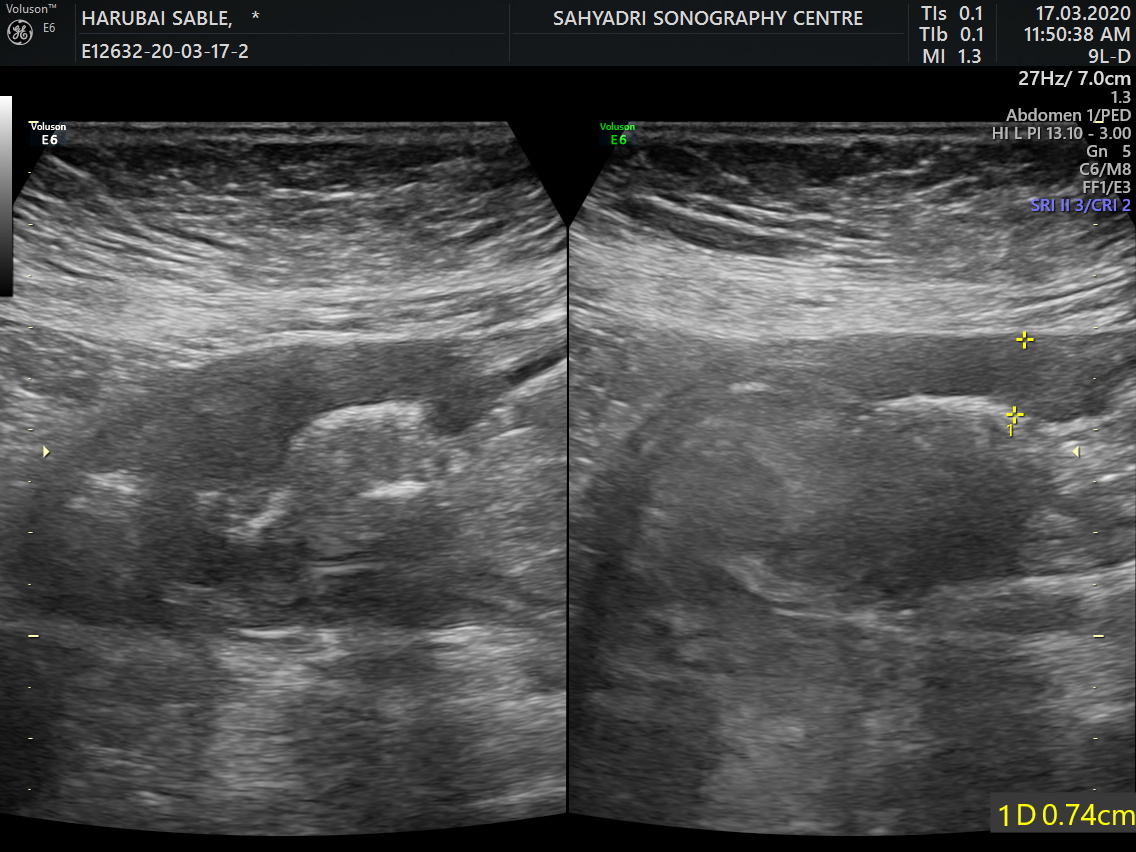 Voluson™
E6
HARUBAI SABLE, *
E12632-20-03-17-2
SAHYADRI SONOGRAPHY CENTRE
TIs 0.1
TIb 0.1
MI 1.3
17.03.2020
11:50:38 AM
9L-D
27Hz/ 7.0cm
1.3
Abdomen 1/PED
HI L PI 13.10 - 3.00
Gn 5
C6/M8
FF1/E3
SRI II 3/CRI 2
Voluson
E6
Voluson
E6
1
1 D 0.74cm